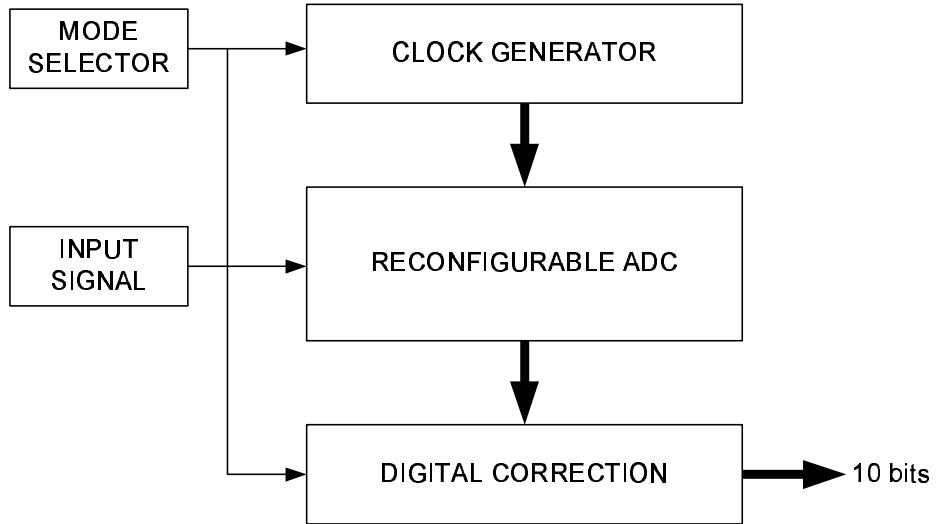 MODE
SELECTOR
CLOCK GENERATOR
INPUT
SIGNAL
RECONFIGURABLE ADC
DIGITAL CORRECTION
10 bits